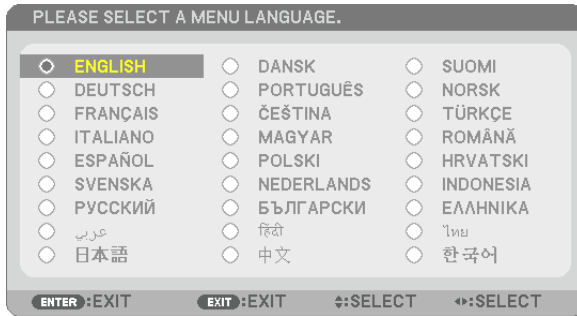 PLEASE SELECT A MENU LANGUAGE.
ENGLISH DANSK SUOMI
DEUTSCH PORTUGUÊS NORSK
FRANÇAIS ČEŠTINA TÜRKÇE
ITALIANO MAGYAR ROMÂNĂ
ESPAÑOL POLSKI HRVATSKI
SVENSKA NEDERLANDS INDONESIA
РУССКИЙ БЪЛГАРСКИ ΕΛΛΗΝΙΚΑ
عربي हिंदी ไทย
日本語 中文 한국어
ENTER :EXIT EXIT :EXIT :SELECT :SELECT